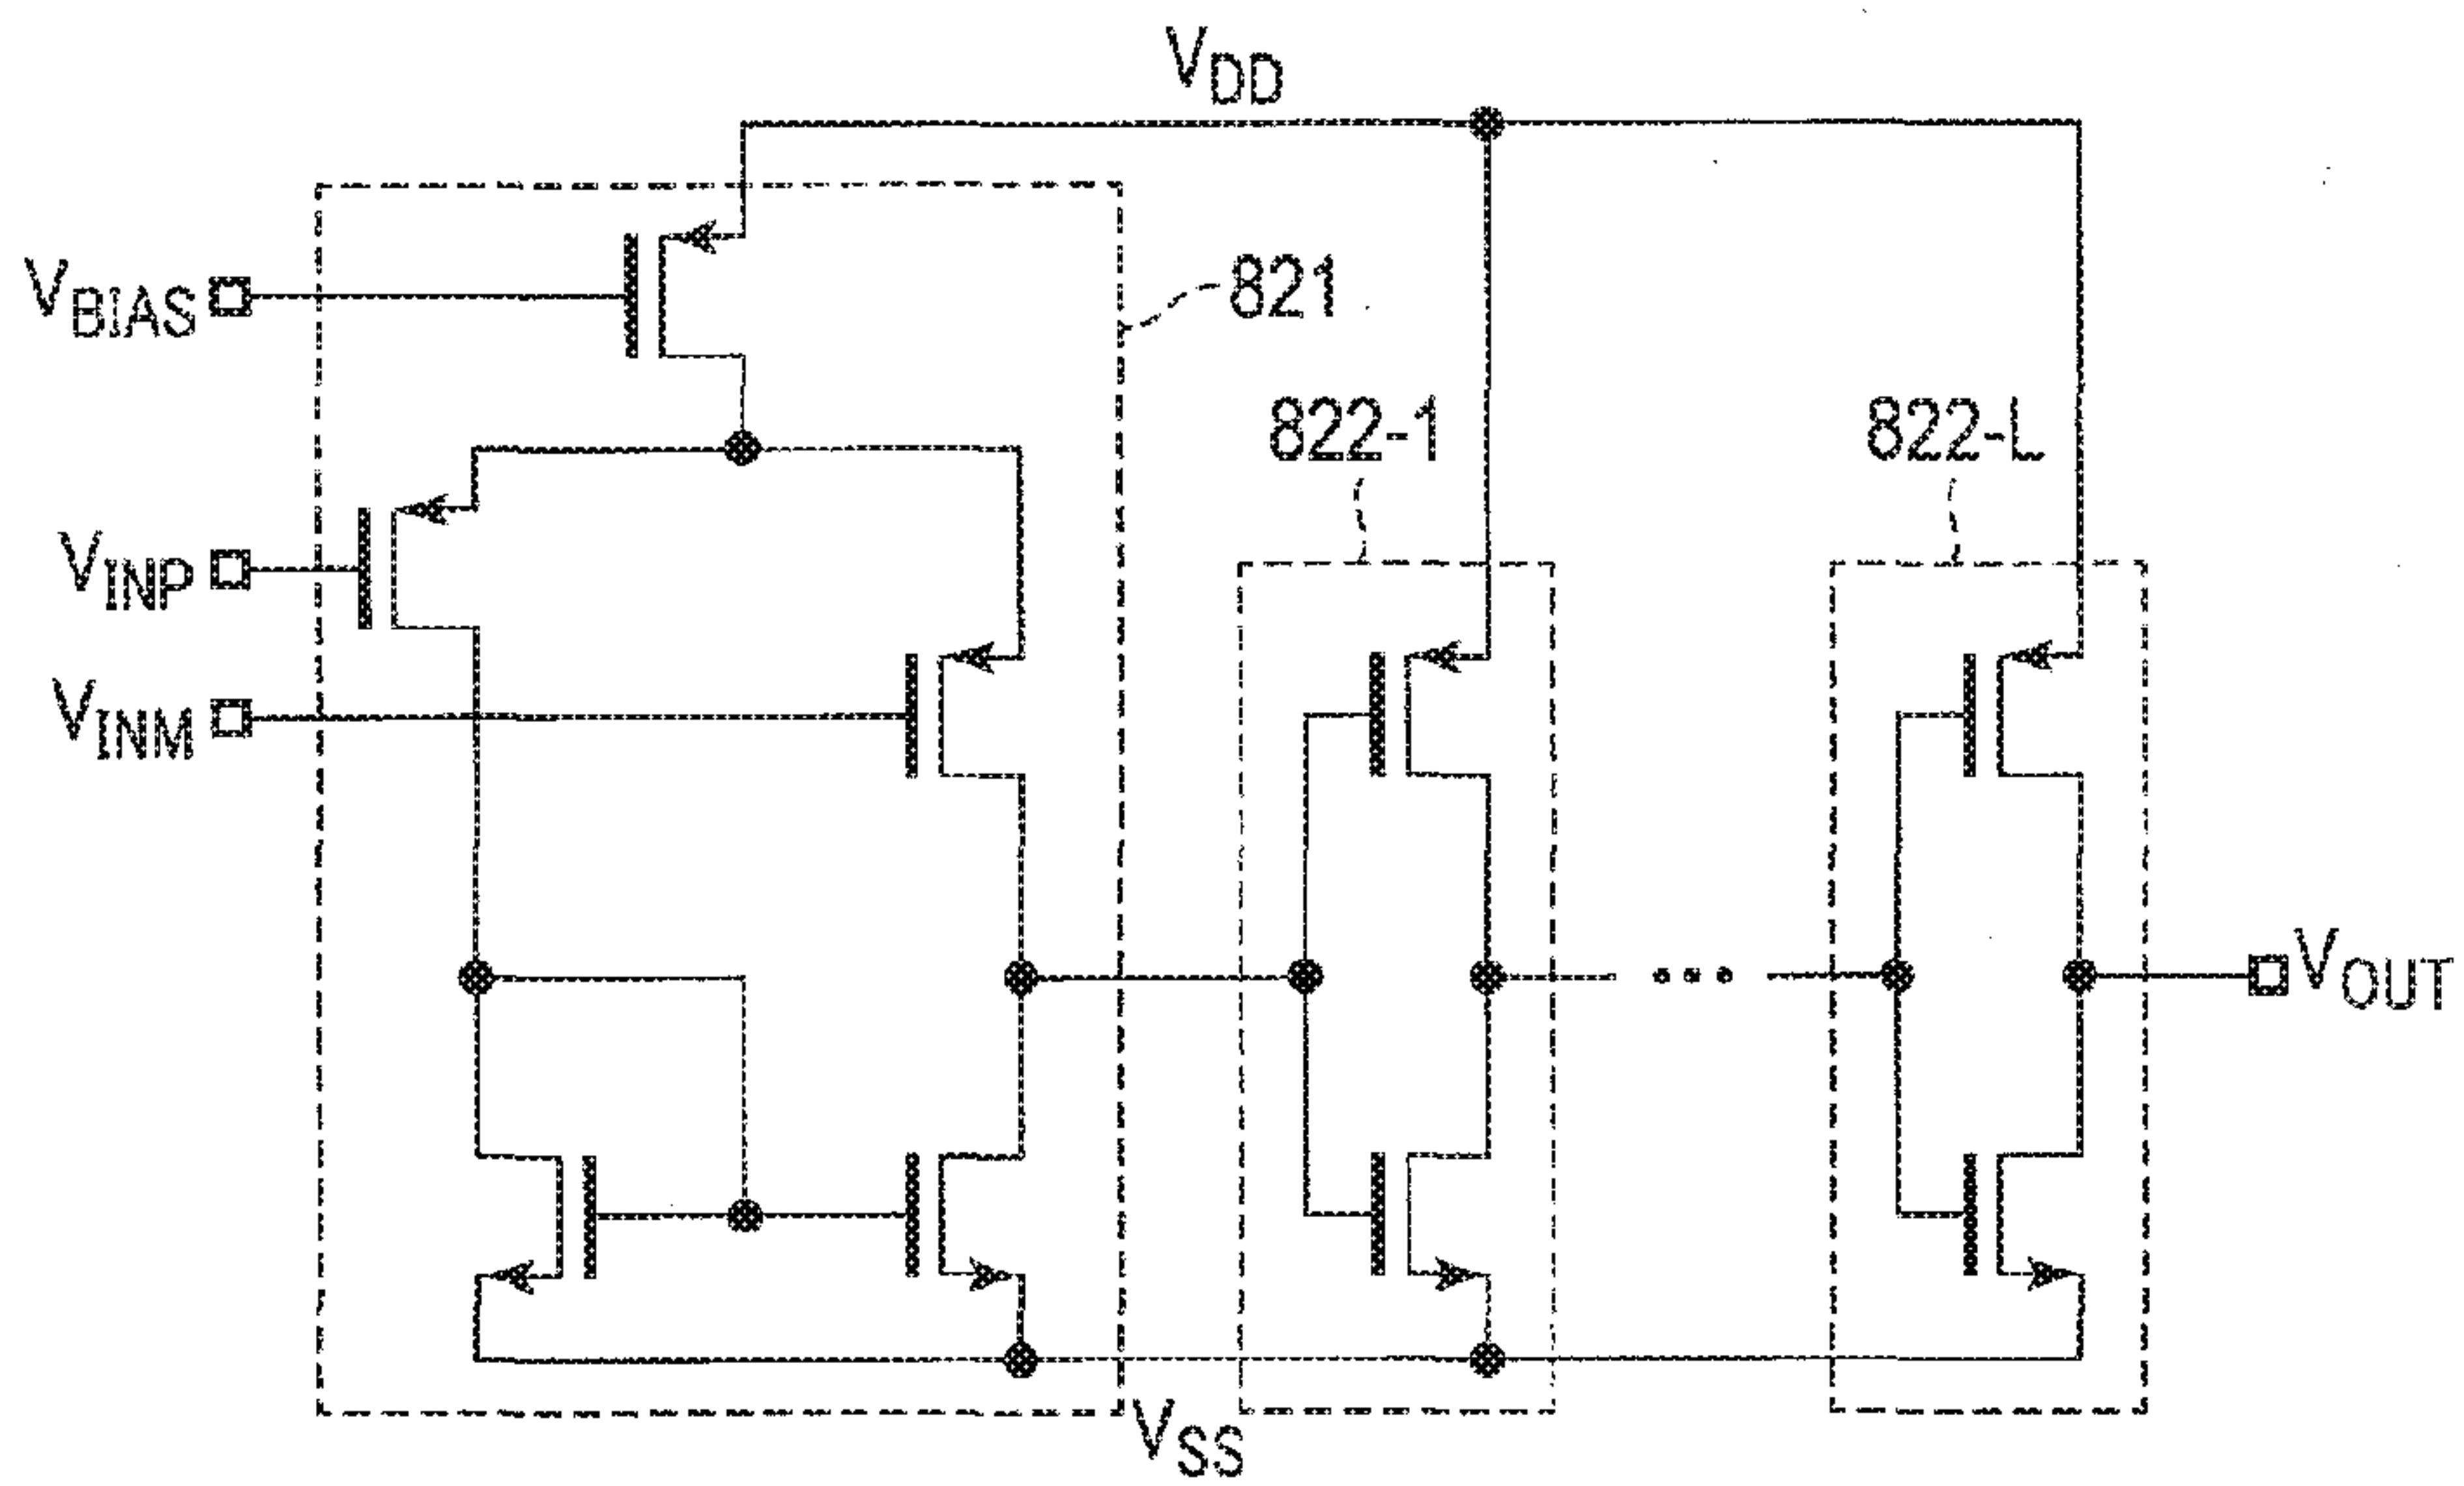 VDD
821
VBIAS
822-1
822-L
VINP
VINM
• • •
VOUT
VSS